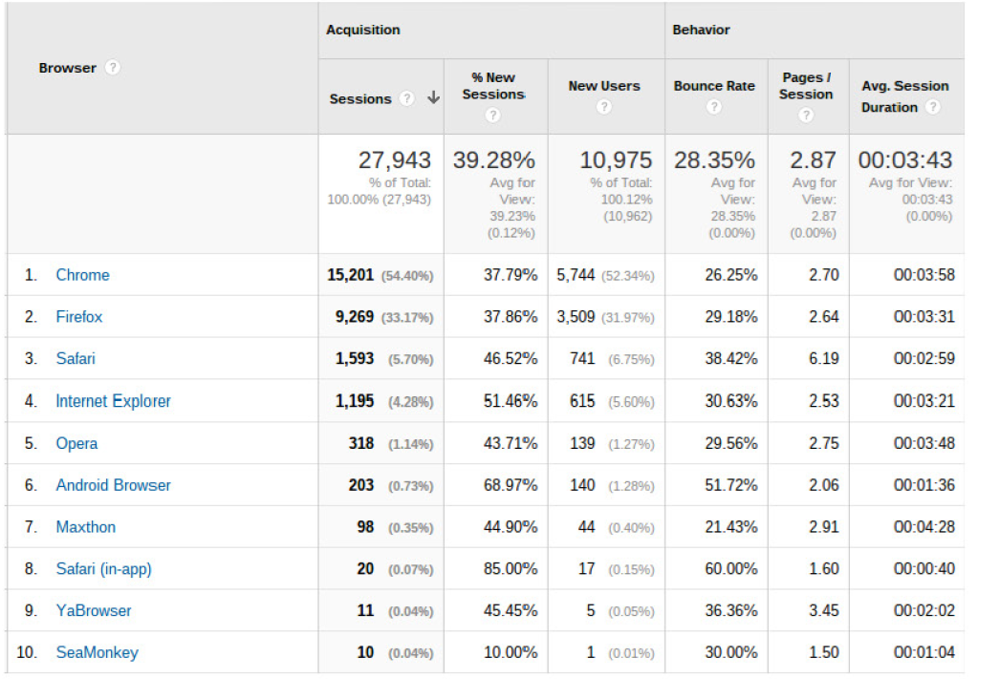 Acquisition Behavior
Browser ?
Sessions ? % New Sessions ? New Users ? Bounce Rate ? Pages / Session ? Avg. Session Duration ?
27,943 39.28% 10,975 28.35% 2.87 00:03:43
% of Total: 100.00% (27,943) Avg for View: 39.23% (0.12%) % of Total: 100.12% (10,962) Avg for View: 28.35% (0.00%) Avg for View: 2.87 (0.00%) Avg for View: 00:03:43 (0.00%)
1. Chrome 15,201 (54.40%) 37.79% 5,744 (52.34%) 26.25% 2.70 00:03:58
2. Firefox 9,269 (33.17%) 37.86% 3,509 (31.97%) 29.18% 2.64 00:03:31
3. Safari 1,593 (5.70%) 46.52% 741 (6.75%) 38.42% 6.19 00:02:59
4. Internet Explorer 1,195 (4.28%) 51.46% 615 (5.60%) 30.63% 2.53 00:03:21
5. Opera 318 (1.14%) 43.71% 139 (1.27%) 29.56% 2.75 00:03:48
6. Android Browser 203 (0.73%) 68.97% 140 (1.28%) 51.72% 2.06 00:01:36
7. Maxthon 98 (0.35%) 44.90% 44 (0.40%) 21.43% 2.91 00:04:28
8. Safari (in-app) 20 (0.07%) 85.00% 17 (0.15%) 60.00% 1.60 00:00:40
9. YaBrowser 11 (0.04%) 45.45% 5 (0.05%) 36.36% 3.45 00:02:02
10. SeaMonkey 10 (0.04%) 10.00% 1 (0.01%) 30.00% 1.50 00:01:04